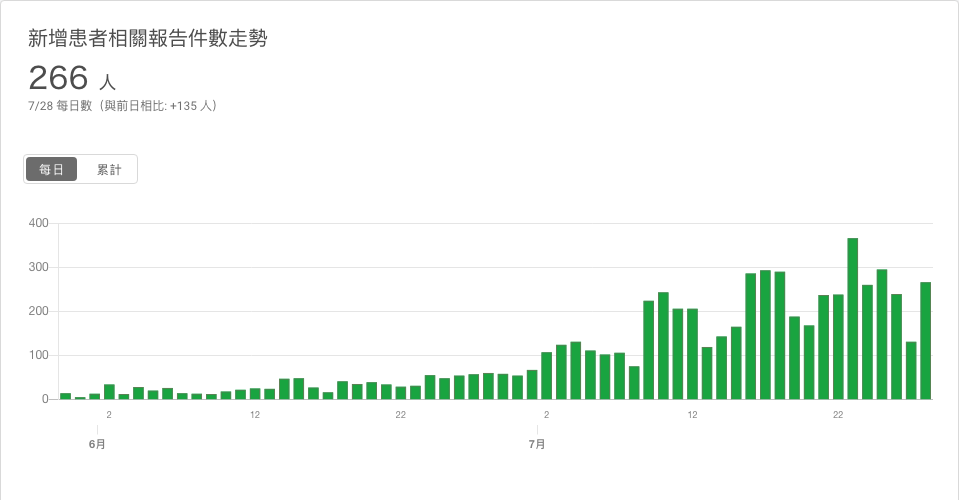 新增患者相關報告件數走勢
266 人
7/28 每日數（與前日相比: +135 人）
每日 累計
400
300
200
100
0
2 12 22 2 12 22
6月 7月